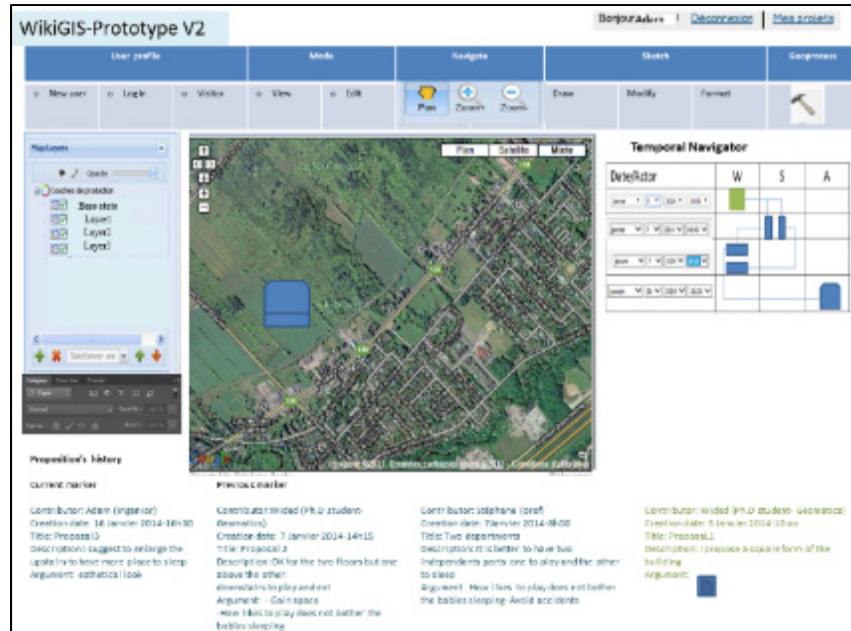 WikiGIS-Prototype V2
Bonjour Adam ! Déconnexion Mes projets
User profile Mode Navigate Sketch Geoprocess
New user Login Visitor View Edit Pan Zoom+ Zoom- Draw Modify Format
MapLayers
Opacité
Couches de production
Base state
Layer1
Layer2
Layer3
Plan Satellite Mixte
Temporal Navigator
Date/Actor W S A
Proposition's history
Current marker
Contributor: Adam (Ingenior)
Creation date: 16 Janvier 2014-16h30
Title: Proposal3
Description: I suggest to enlarge the
upstairs to have more place to sleep
Argument: esthetical look
Previous marker
Contributor: Wided (Ph.D student-
Geomatics)
Creation date: 7 Janvier 2014-14h15
Title: Proposal 2
Description: OK for the two floors but one
above the other:
downstairs to play and eat
Argument: - Gain space
-How likes to play does not bother the
babies sleeping
Contributor: Stéphane (prof)
Creation date: 7Janvier 2014-8h00
Title: Two departments
Description: It is better to have two
independents parts: one to play and the other
to sleep
Argument: -How likes to play does not bother
the babies sleeping- Avoid accidents
Contributor: Wided (Ph.D student- Geomatics)
Creation date: 5 Janvier 2014-
Title: Proposal.1
Description: I propose a square form of the
building
Argument: